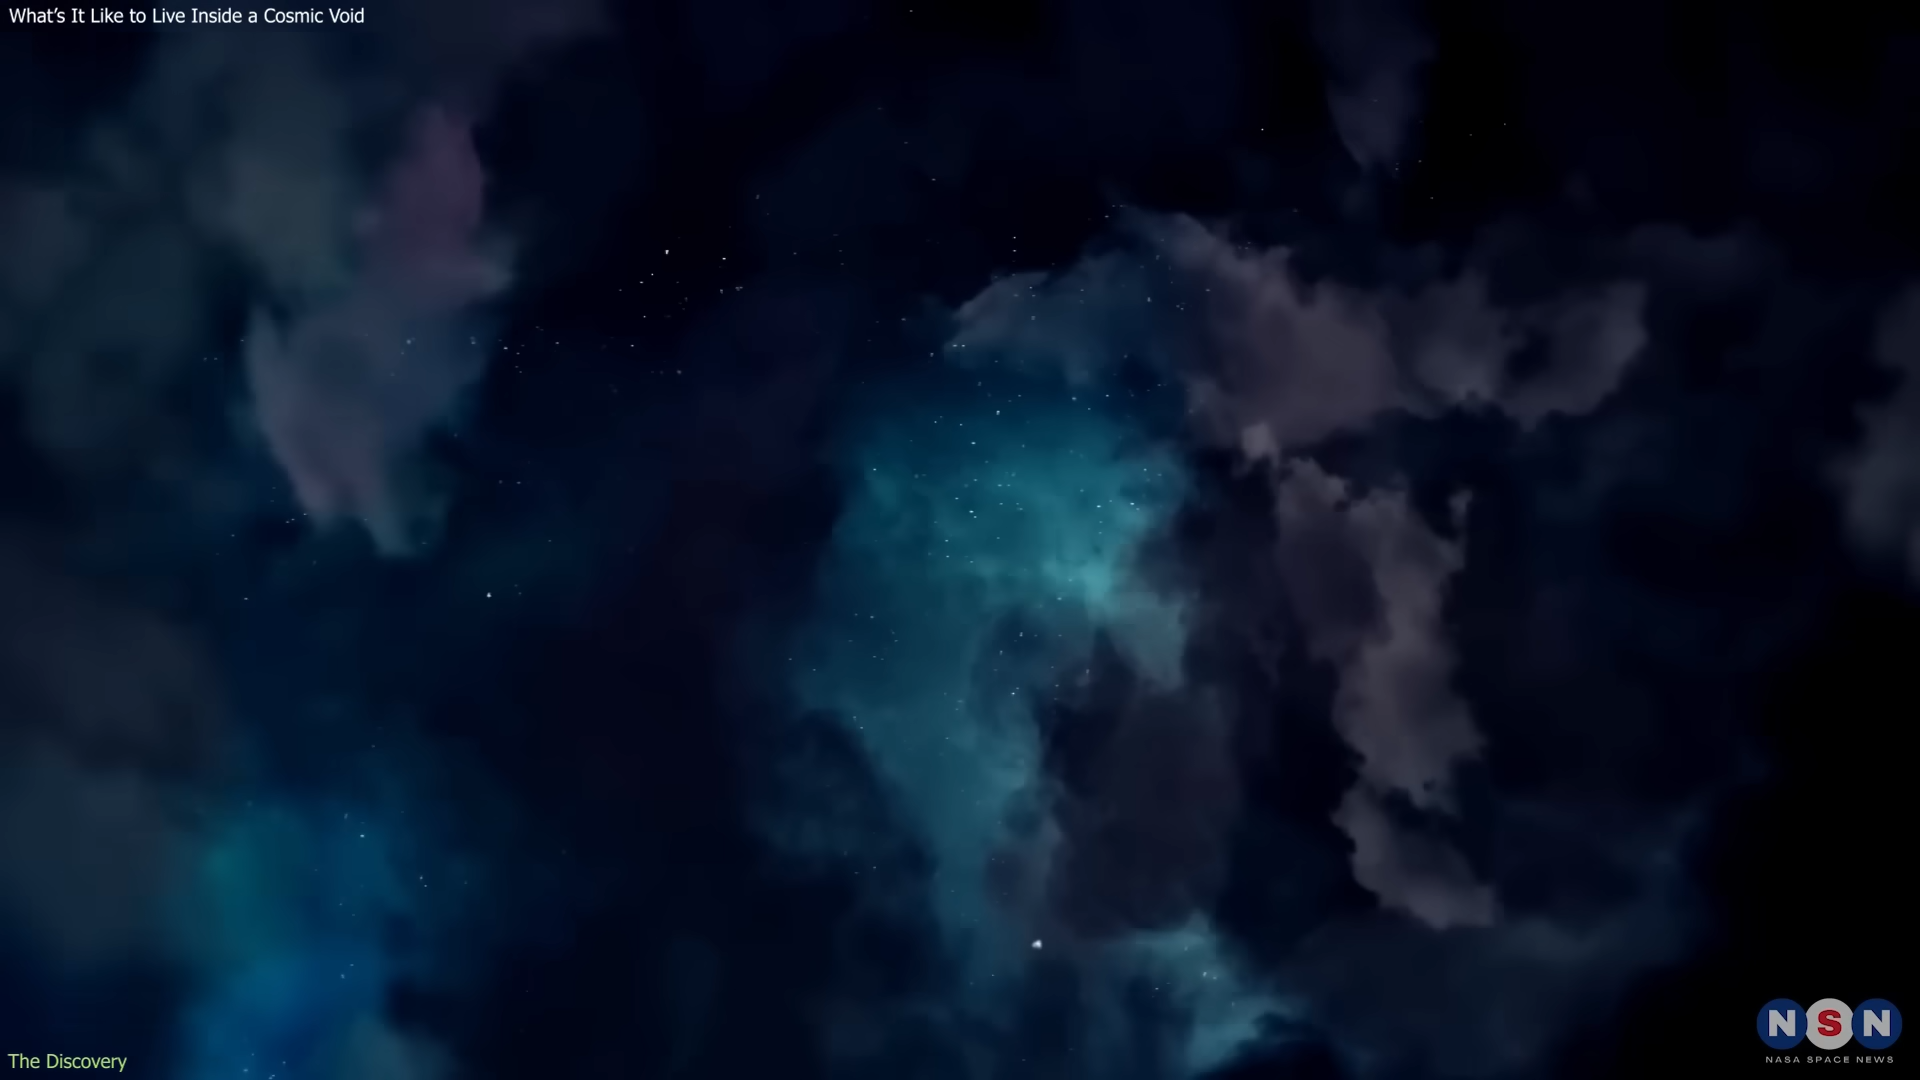 What's It Like to Live Inside a Cosmic Void
The Discovery
NSN
NASA SPACE NEWS